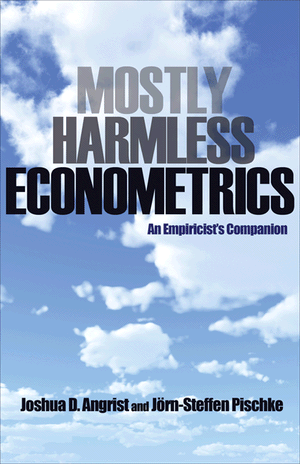 MOSTLY
HARMLESS
ECONOMETRICS
An Empiricist's Companion
Joshua D. Angrist and Jörn-Steffen Pischke